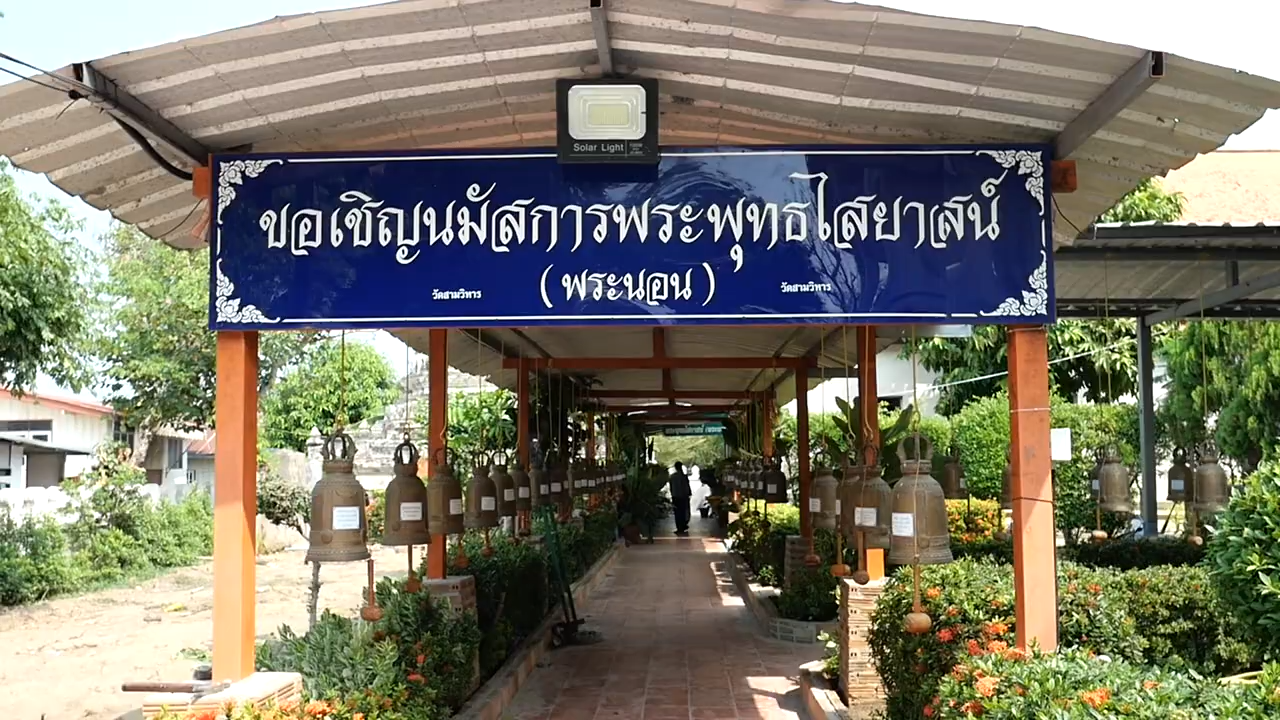 Solar Light
ขอเชิญนมัสการพระพุทธไสยาสน์
(พระนอน)
วัดสามวิหาร วัดสามวิหาร